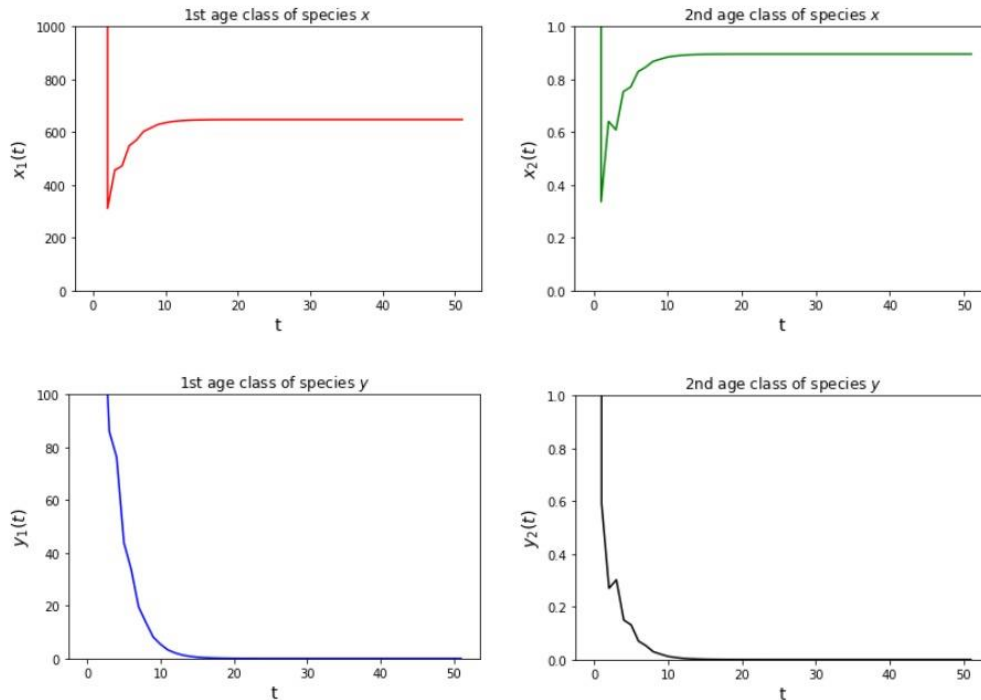 1st age class of species x
1000
800
600
400
200
0
x₁(t)
0 10 20 30 40 50
t
2nd age class of species x
1.0
0.8
0.6
0.4
0.2
0.0
x₂(t)
0 10 20 30 40 50
t
1st age class of species y
100
80
60
40
20
0
y₁(t)
0 10 20 30 40 50
t
2nd age class of species y
1.0
0.8
0.6
0.4
0.2
0.0
y₂(t)
0 10 20 30 40 50
t